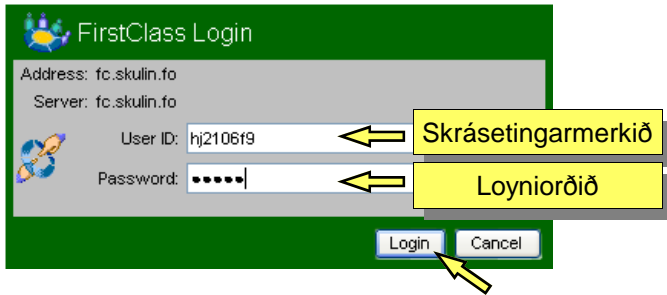 FirstClass Login
Address: fc.skulin.fo
Server: fc.skulin.fo
User ID: hj2106f9 Skrásetingarmerkið
Password: ••••• Loyniorðið
Login Cancel